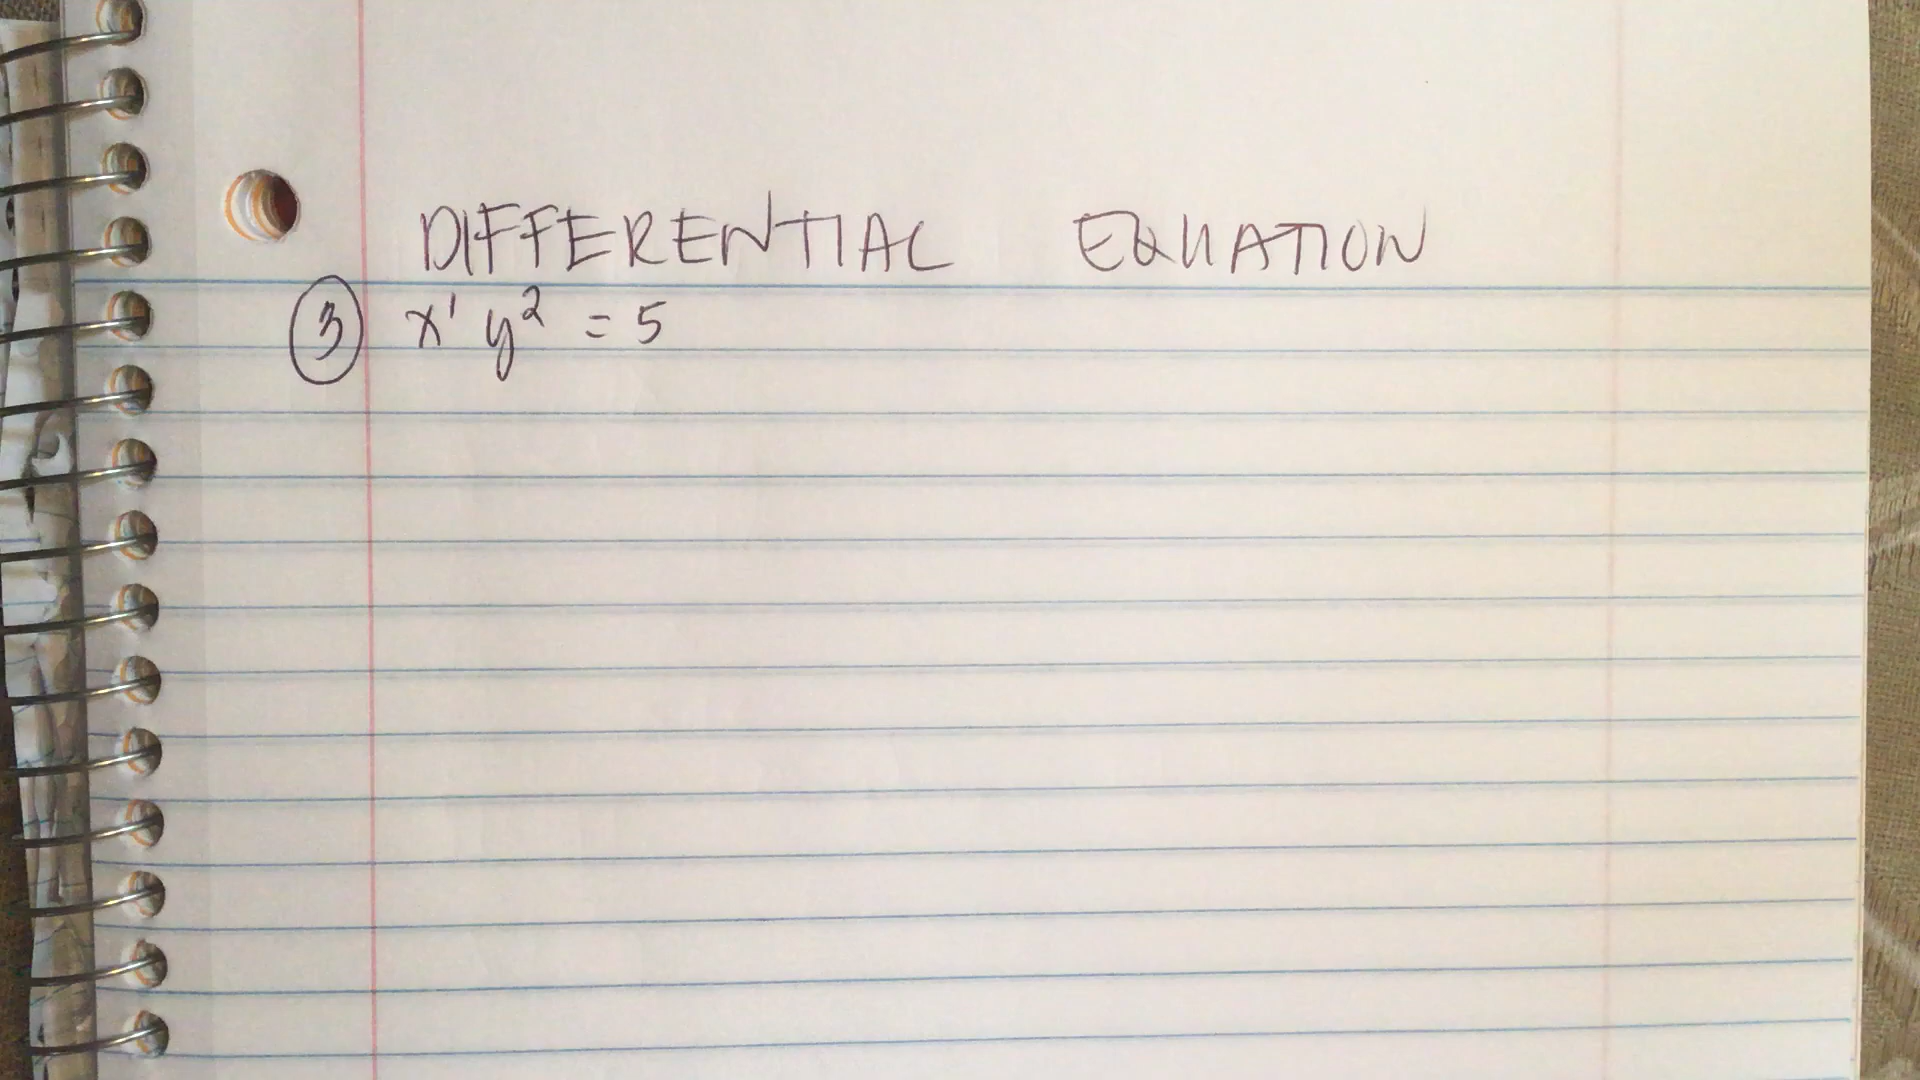 DIFFERENTIAL EQUATION
③ x' y² = 5